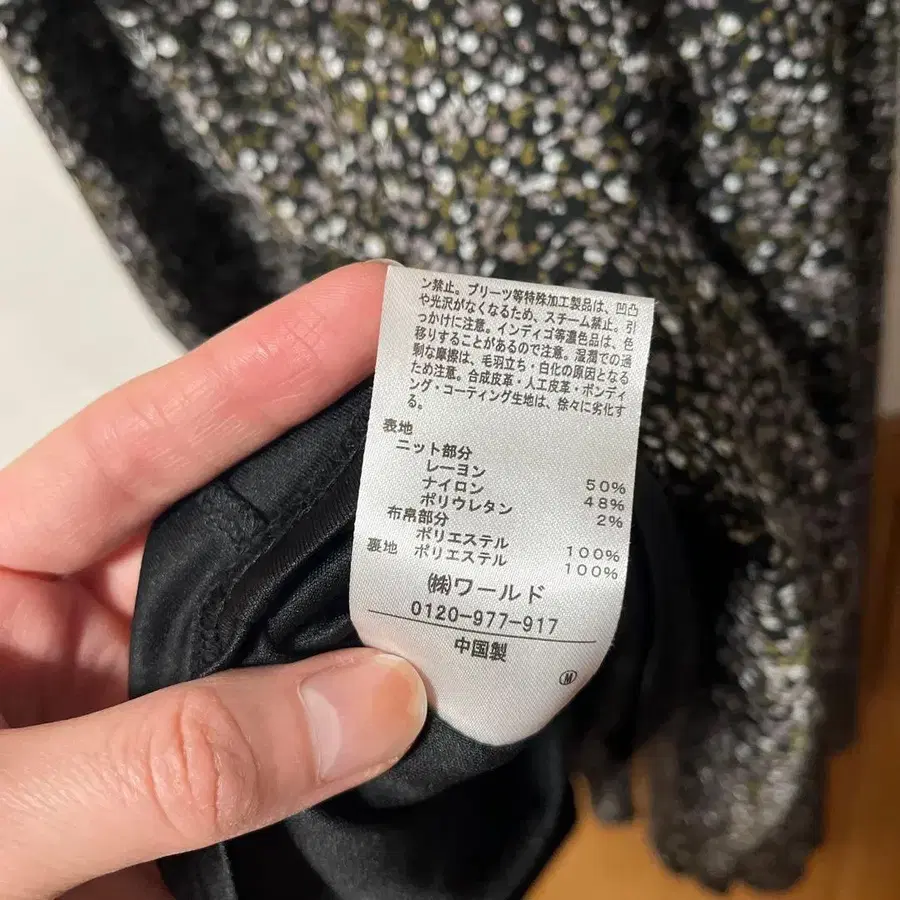 ン禁止。プリーツ等特殊加工製品は、凹凸
や光沢がなくなるため、スチーム禁止。引
っかけに注意。インディゴ等濃色品は、色
移りすることがあるので注意。湿潤での過
剰な摩擦は、毛羽立ち・白化の原因となる
ため注意。合成皮革・人工皮革・ボンディ
ング・コーティング生地は、徐々に劣化す
る。
表地
ニット部分
レーヨン 50%
ナイロン 48%
ポリウレタン 2%
布帛部分
ポリエステル 100%
裏地 ポリエステル 100%
㈱ワールド
0120-977-917
中国製
Ⓜ